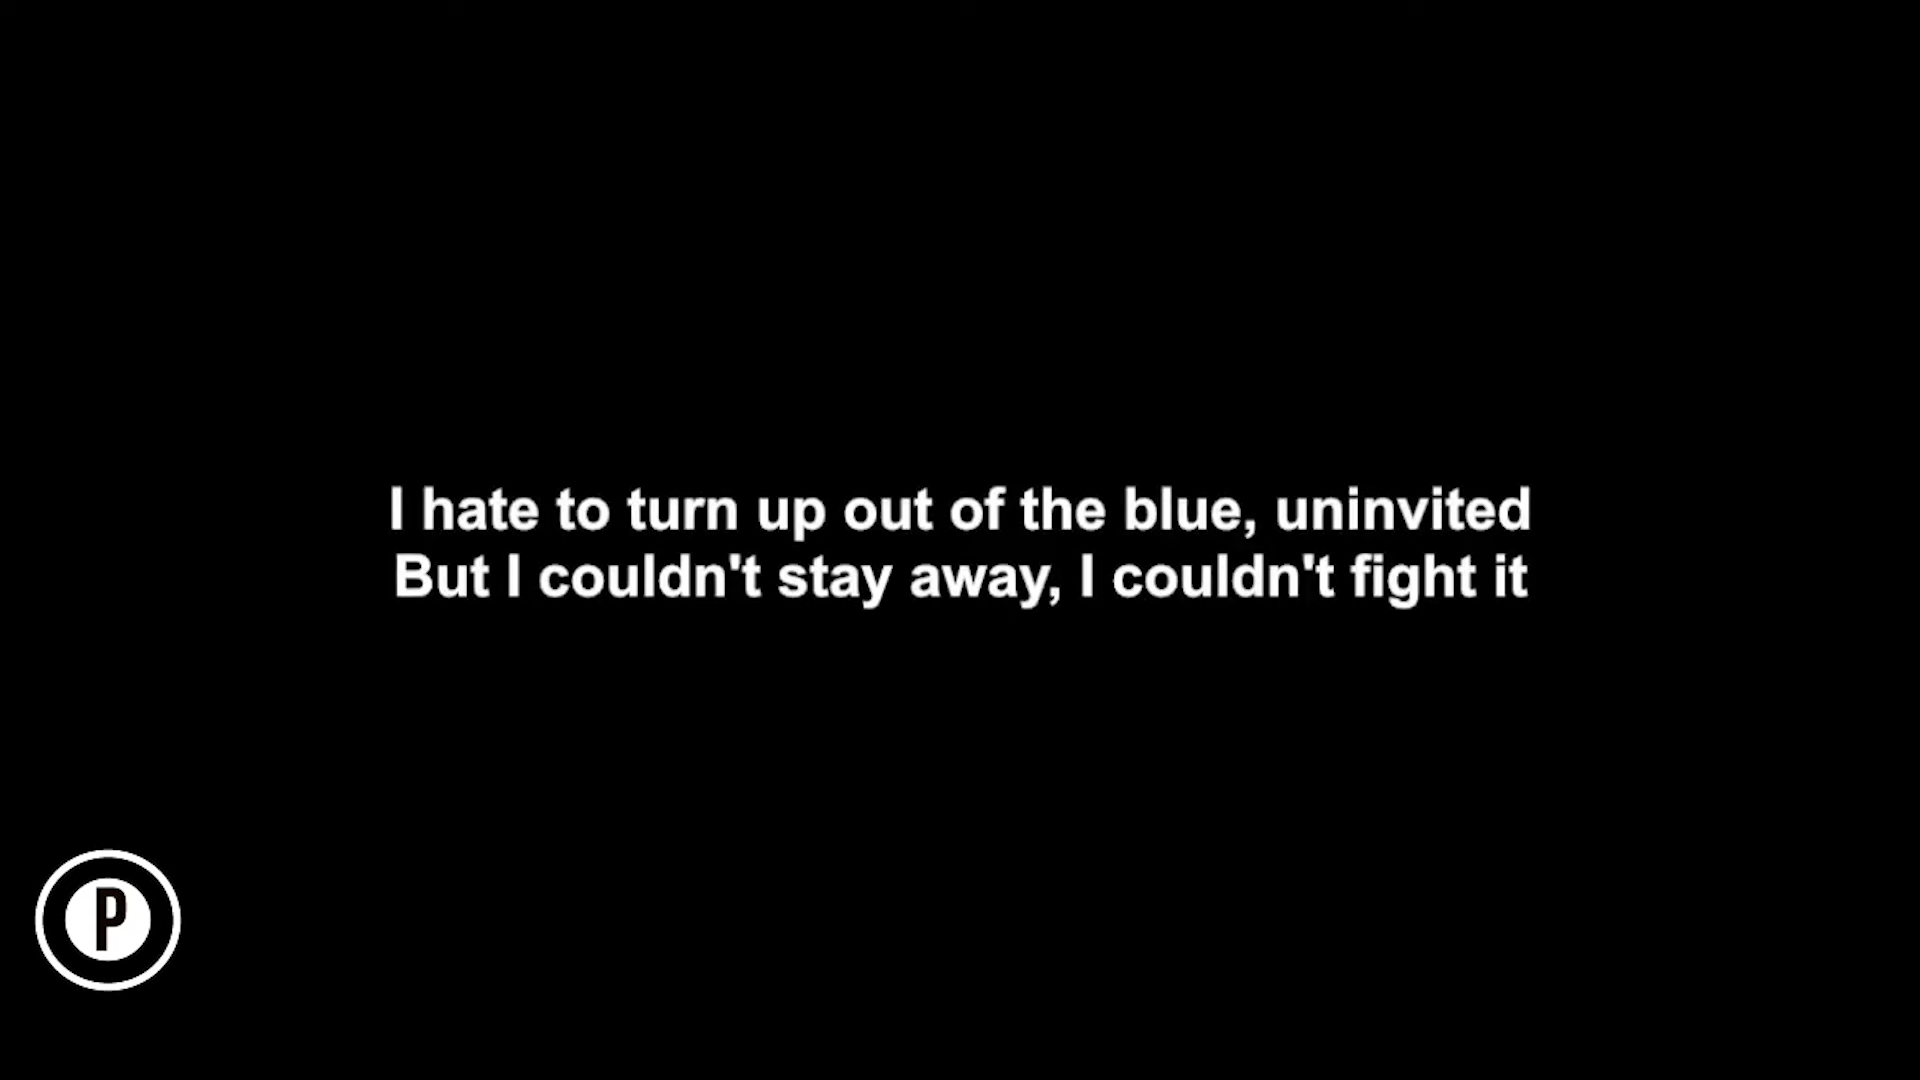 I hate to turn up out of the blue, uninvited
But I couldn't stay away, I couldn't fight it
P